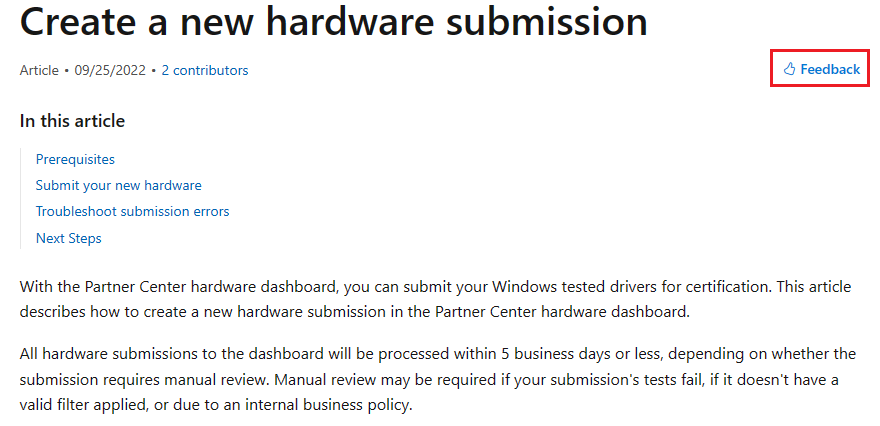 Create a new hardware submission
Article • 09/25/2022 • 2 contributors
Feedback
In this article
Prerequisites
Submit your new hardware
Troubleshoot submission errors
Next Steps
With the Partner Center hardware dashboard, you can submit your Windows tested drivers for certification. This article
describes how to create a new hardware submission in the Partner Center hardware dashboard.
All hardware submissions to the dashboard will be processed within 5 business days or less, depending on whether the
submission requires manual review. Manual review may be required if your submission's tests fail, if it doesn't have a
valid filter applied, or due to an internal business policy.